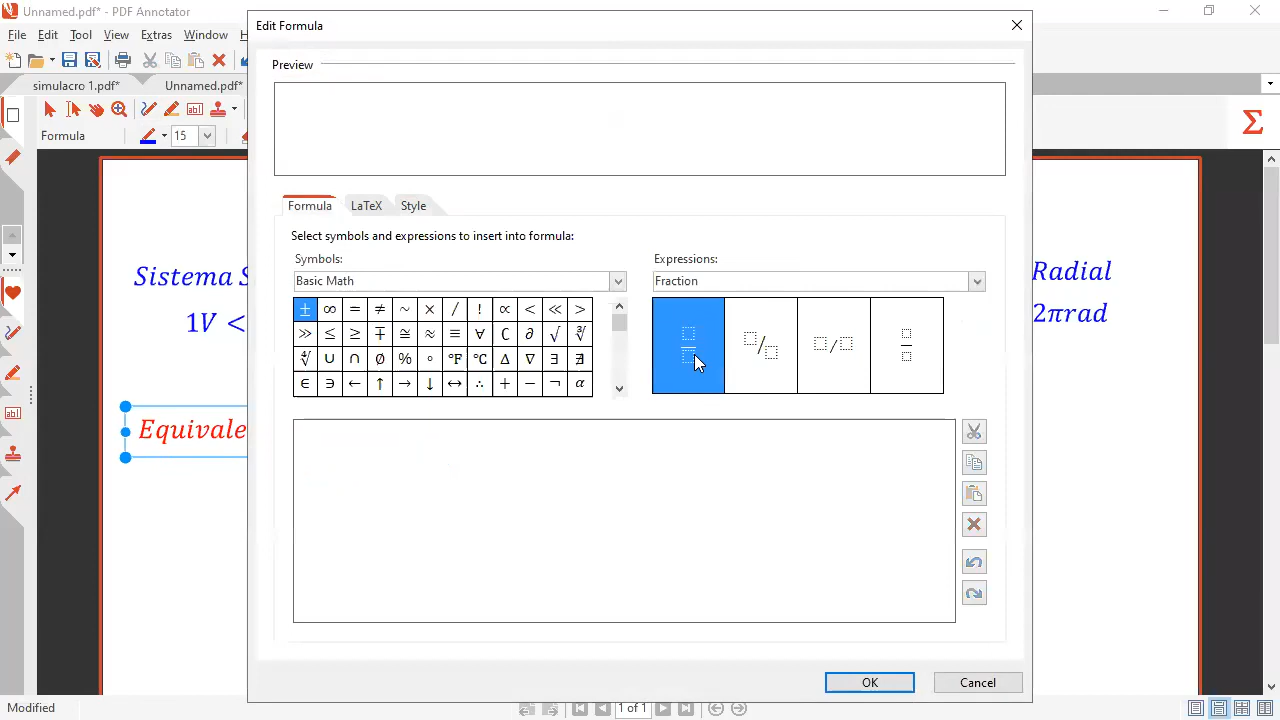 Unnamed.pdf* - PDF Annotator
File Edit Tool View Extras Window
simulacro 1.pdf* Unnamed.pdf*
Formula 15
Sistema S
1V <
Equivale
Radial
2πrad
Edit Formula
Preview
Formula LaTeX Style
Select symbols and expressions to insert into formula:
Symbols: Expressions:
Basic Math Fraction
± ∞ = ≠ ~ × / ! ∝ < ≪ >
≫ ≤ ≥ ∓ ≅ ≈ ≡ ∀ ∁ ∂ √ ∛
∜ ∪ ∩ ∅ % ° °F °C ∆ ∇ ∃ ∄
∈ ∋ ← ↑ → ↓ ↔ ∴ + − ¬ α
OK Cancel
Modified 1 of 1